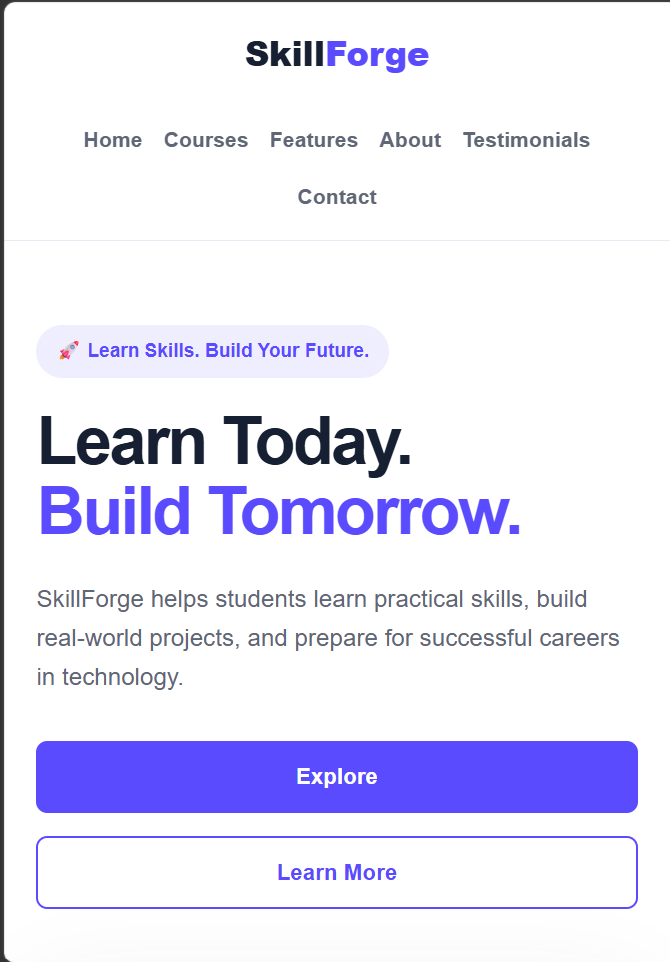 SkillForge
Home Courses Features About Testimonials
Contact
🚀 Learn Skills. Build Your Future.
Learn Today.
Build Tomorrow.
SkillForge helps students learn practical skills, build
real-world projects, and prepare for successful careers
in technology.
Explore
Learn More